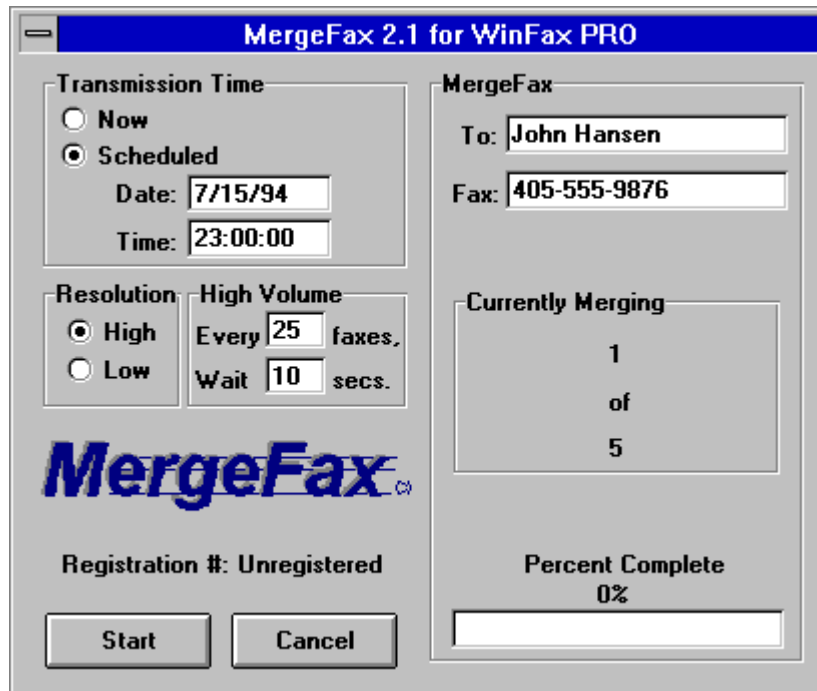 MergeFax 2.1 for WinFax PRO
Transmission Time
Now
Scheduled
Date: 7/15/94
Time: 23:00:00
Resolution
High
Low
High Volume
Every 25 faxes,
Wait 10 secs.
MergeFax
Registration #: Unregistered
Start
Cancel
MergeFax
To: John Hansen
Fax: 405-555-9876
Currently Merging
1
of
5
Percent Complete
0%